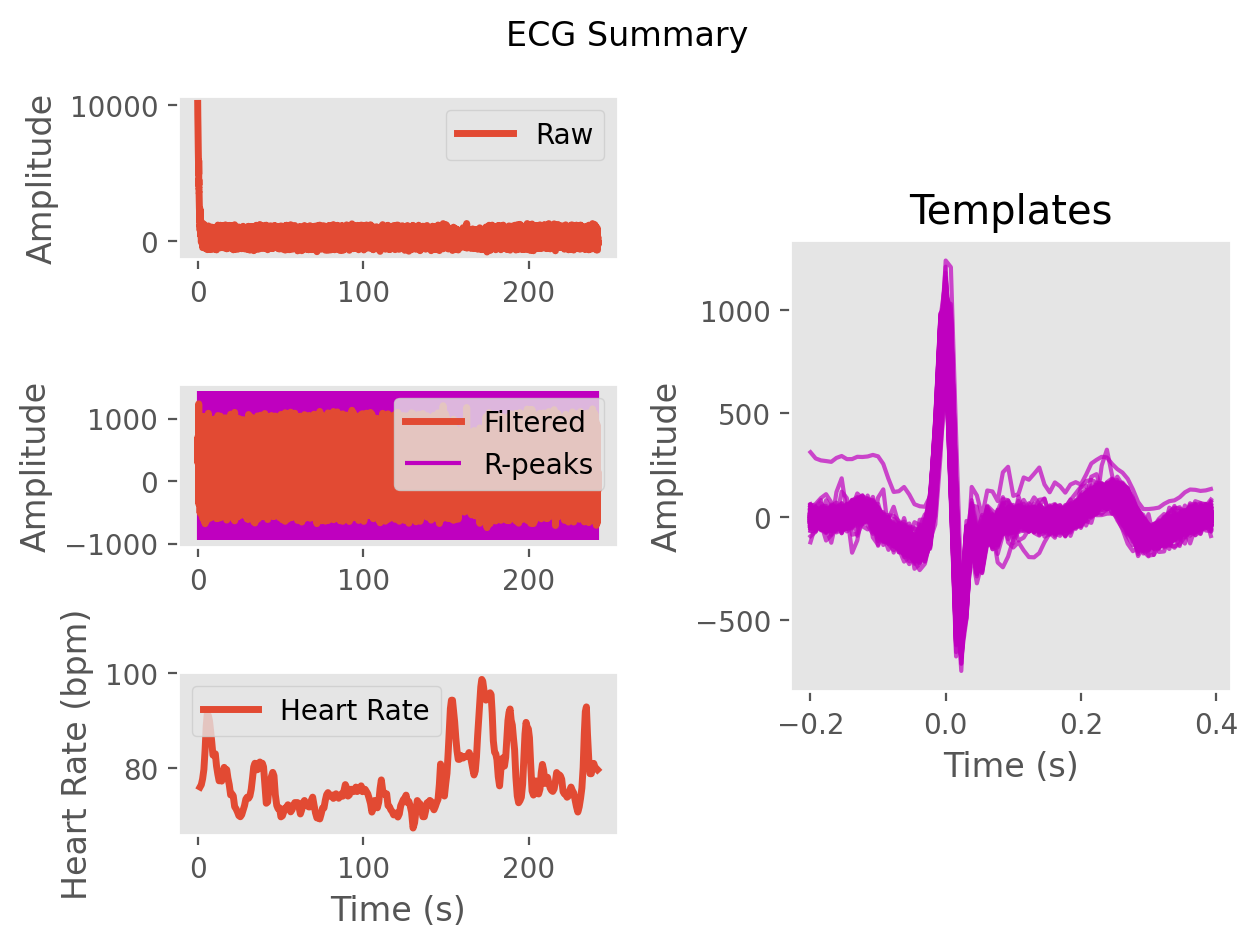 ECG Summary
Amplitude
10000
0
Raw
0
100
200
Amplitude
1000
0
−1000
Filtered
R-peaks
0
100
200
Heart Rate (bpm)
100
80
Heart Rate
0
100
200
Time (s)
Templates
Amplitude
1000
500
0
−500
−0.2
0.0
0.2
0.4
Time (s)